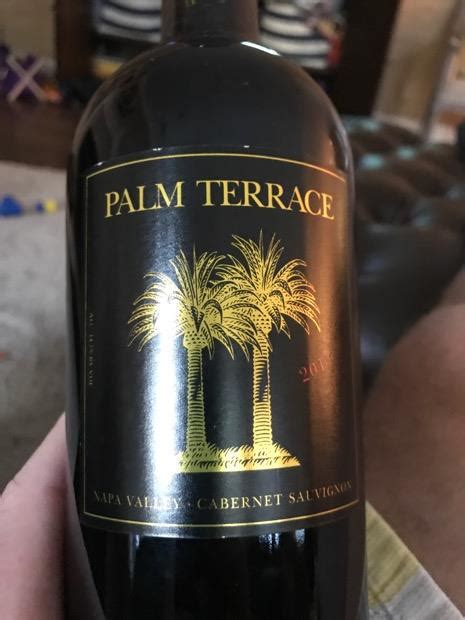 PALM TERRACE
NAPA VALLEY · CABERNET SAUVIGNON